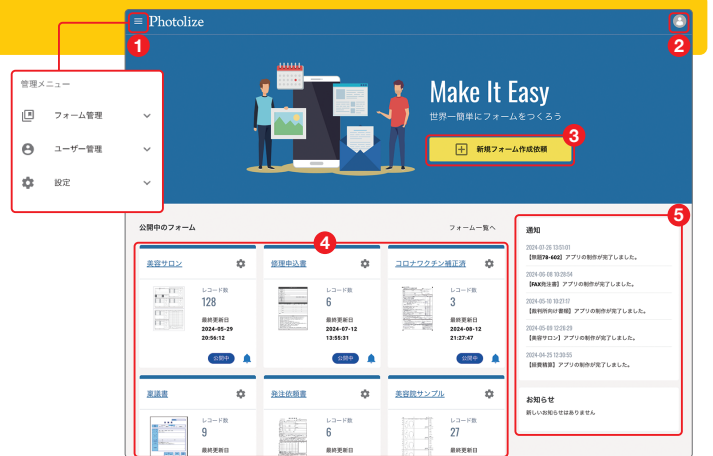 ≡ Photolize
1
2
管理メニュー
フォーム管理
ユーザー管理
設定
Make It Easy
世界一簡単にフォームをつくろう
3
新規フォーム作成依頼
公開中のフォーム
フォーム一覧へ
4
5
美容サロン
レコード数
128
最終更新日
2024-05-29
20:56:12
公開中
修理申込書
レコード数
6
最終更新日
2024-07-12
13:55:31
公開中
コロナワクチン補正済
レコード数
3
最終更新日
2024-08-12
21:27:47
公開中
稟議書
レコード数
9
最終更新日
発注依頼書
レコード数
6
最終更新日
美容院サンプル
レコード数
27
最終更新日
通知
2024-07-26 13:51:01
【無題78-602】アプリの制作が完了しました。
2024-06-08 10:28:04
【FAX発注書】アプリの制作が完了しました。
2024-05-10 10:21:17
【裁判所向け書類】アプリの制作が完了しました。
2024-05-09 12:26:29
【美容サロン】アプリの制作が完了しました。
2024-04-25 12:30:55
【経費精算】アプリの制作が完了しました。
お知らせ
新しいお知らせはありません